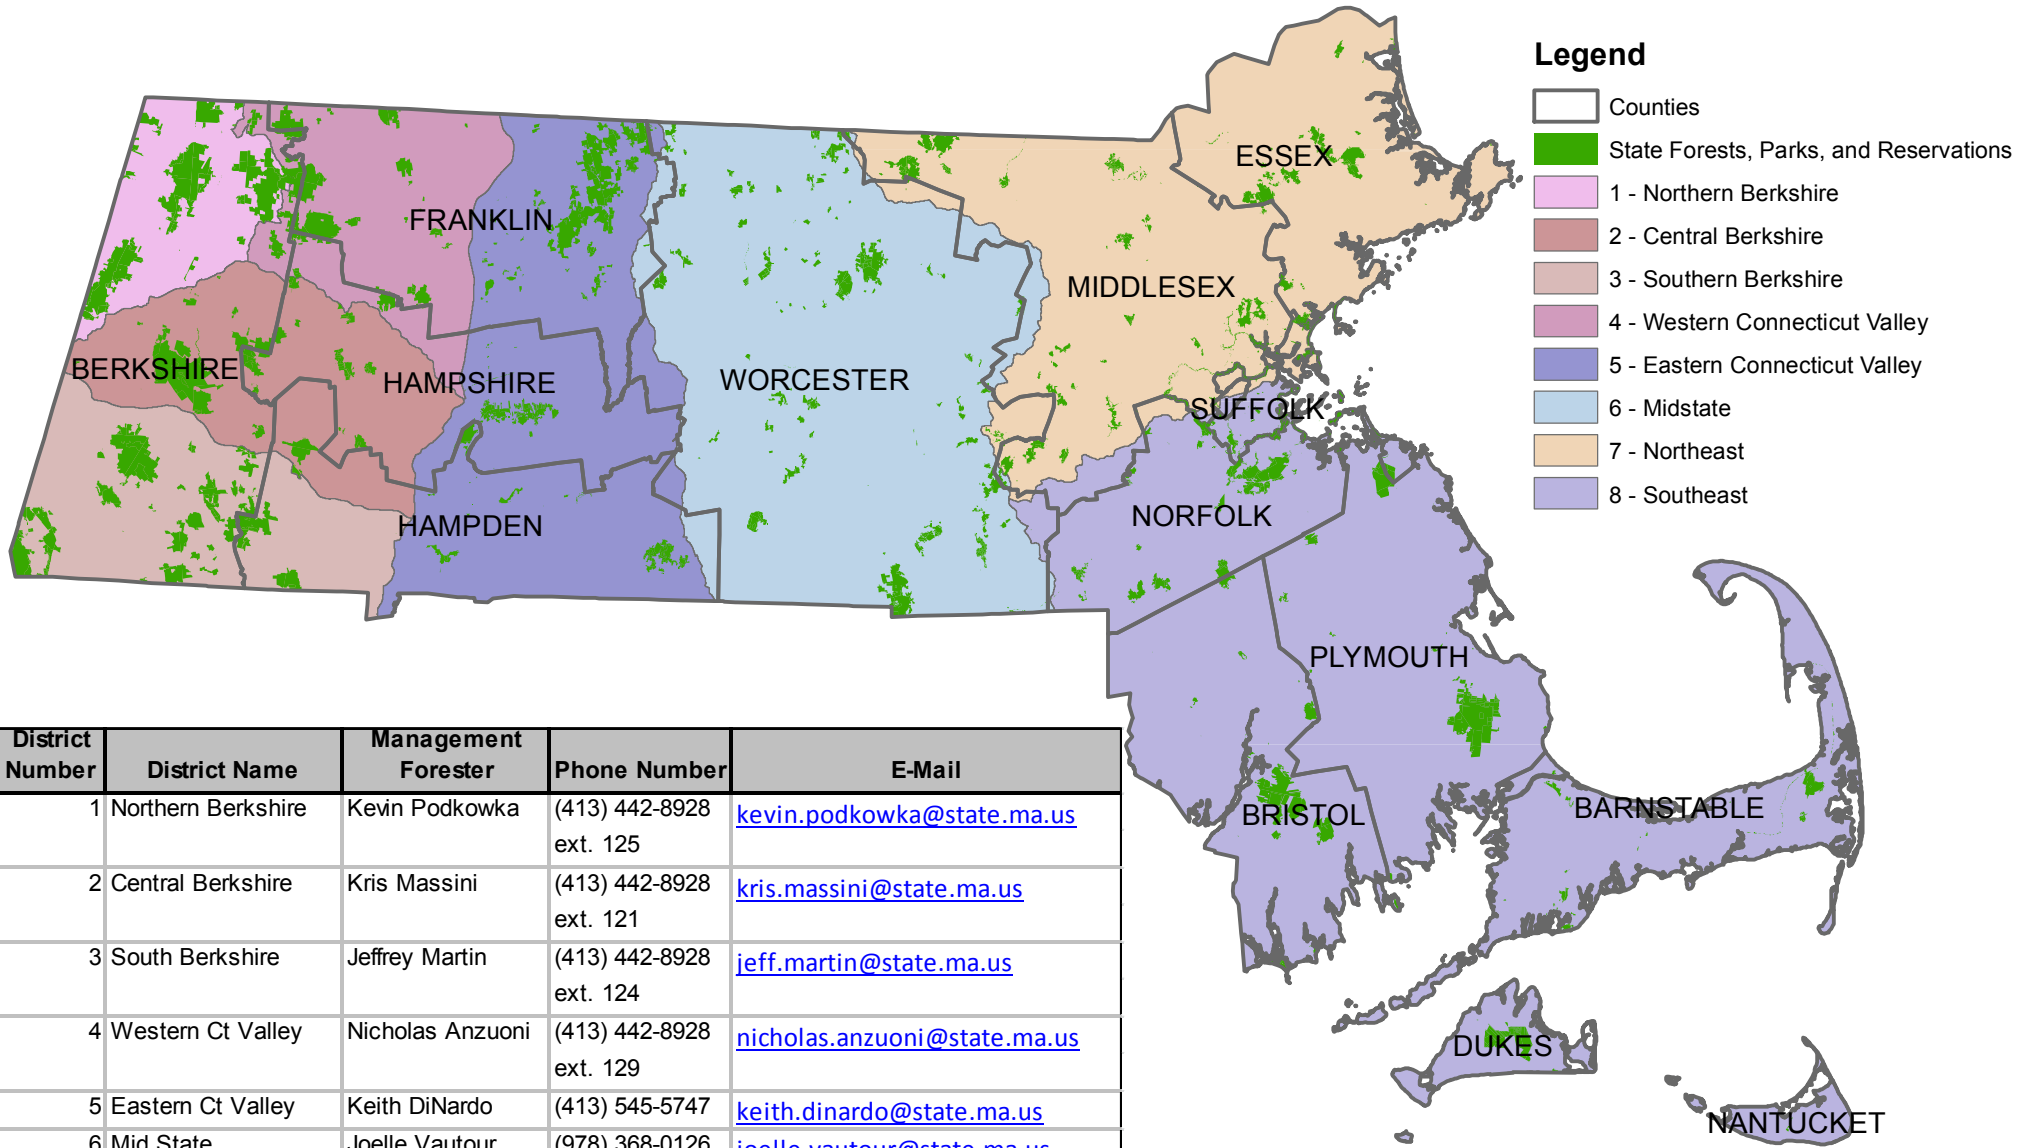 Legend
Counties
State Forests, Parks, and Reservations
1 - Northern Berkshire
2 - Central Berkshire
3 - Southern Berkshire
4 - Western Connecticut Valley
5 - Eastern Connecticut Valley
6 - Midstate
7 - Northeast
8 - Southeast
ESSEX
FRANKLIN
MIDDLESEX
BERKSHIRE
HAMPSHIRE
WORCESTER
SUFFOLK
HAMPDEN
NORFOLK
PLYMOUTH
BRISTOL
BARNSTABLE
DUKES
NANTUCKET
District Number District Name Management Forester Phone Number E-Mail
1 Northern Berkshire Kevin Podkowka (413) 442-8928 ext. 125 kevin.podkowka@state.ma.us
2 Central Berkshire Kris Massini (413) 442-8928 ext. 121 kris.massini@state.ma.us
3 South Berkshire Jeffrey Martin (413) 442-8928 ext. 124 jeff.martin@state.ma.us
4 Western Ct Valley Nicholas Anzuoni (413) 442-8928 ext. 129 nicholas.anzuoni@state.ma.us
5 Eastern Ct Valley Keith DiNardo (413) 545-5747 keith.dinardo@state.ma.us
6 Mid State Joelle Vautour (978) 368-0126 joelle.vautour@state.ma.us